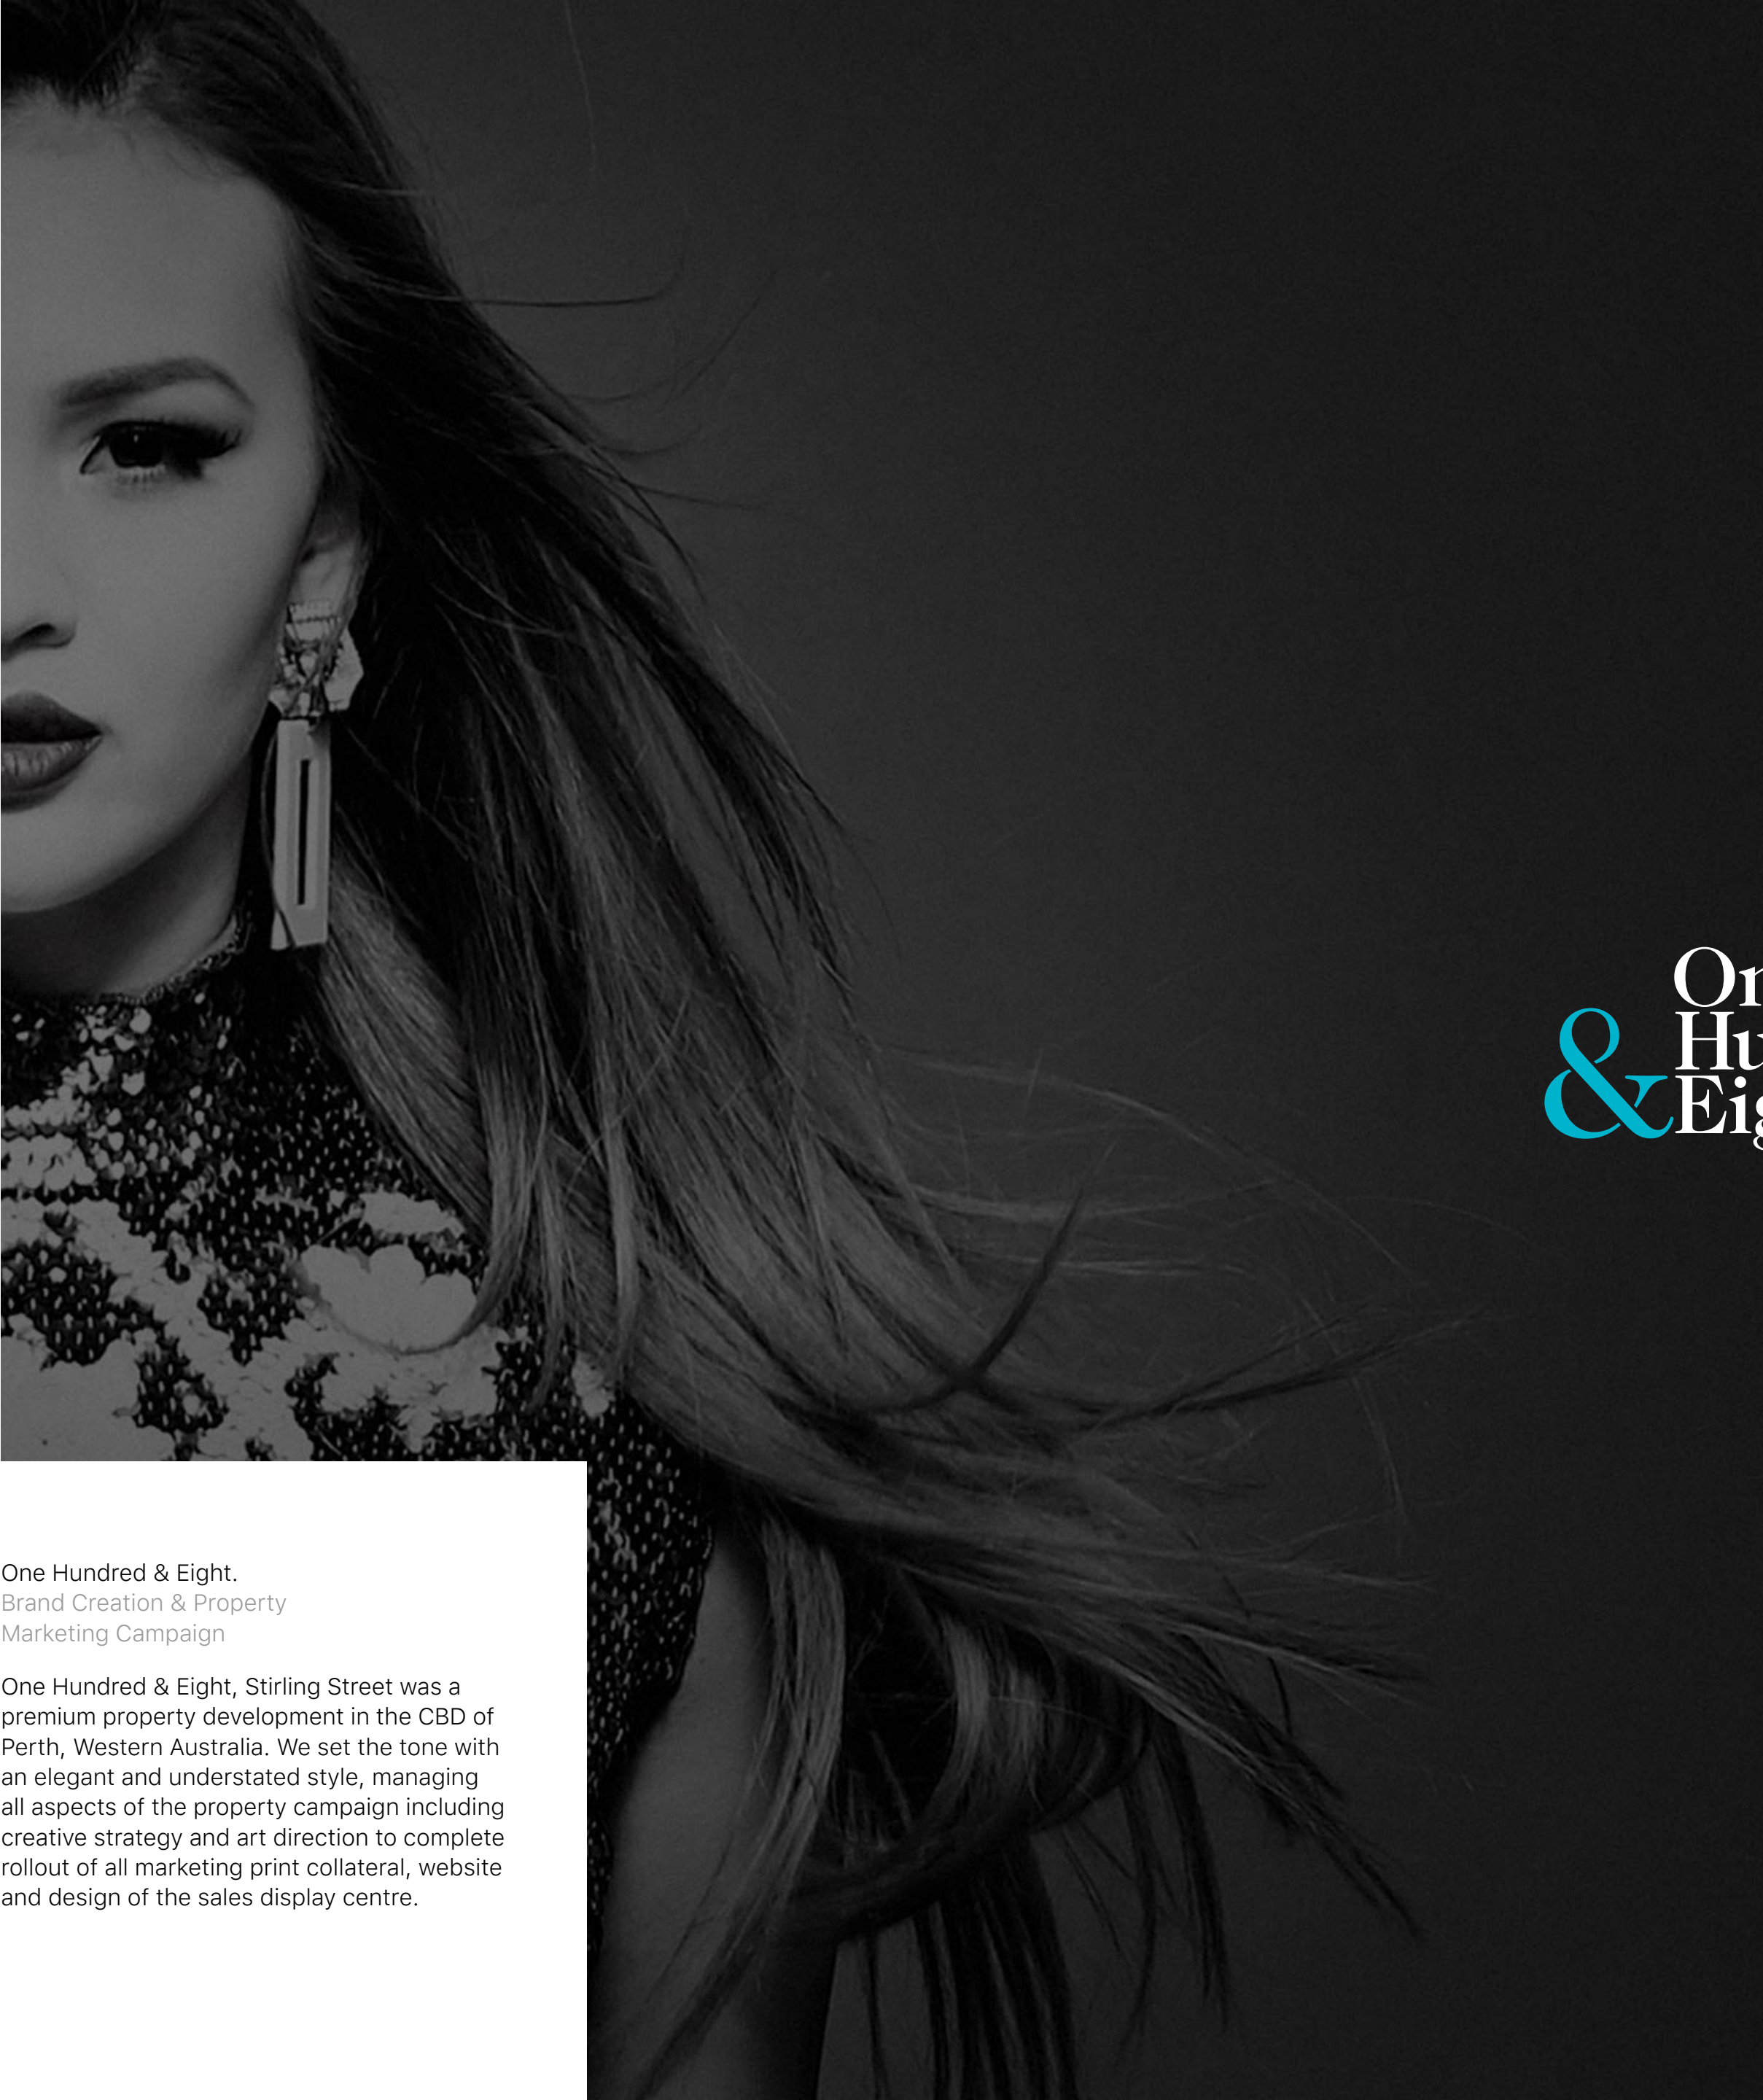 On
Hu
& Eig
One Hundred & Eight.
Brand Creation & Property
Marketing Campaign
One Hundred & Eight, Stirling Street was a
premium property development in the CBD of
Perth, Western Australia. We set the tone with
an elegant and understated style, managing
all aspects of the property campaign including
creative strategy and art direction to complete
rollout of all marketing print collateral, website
and design of the sales display centre.